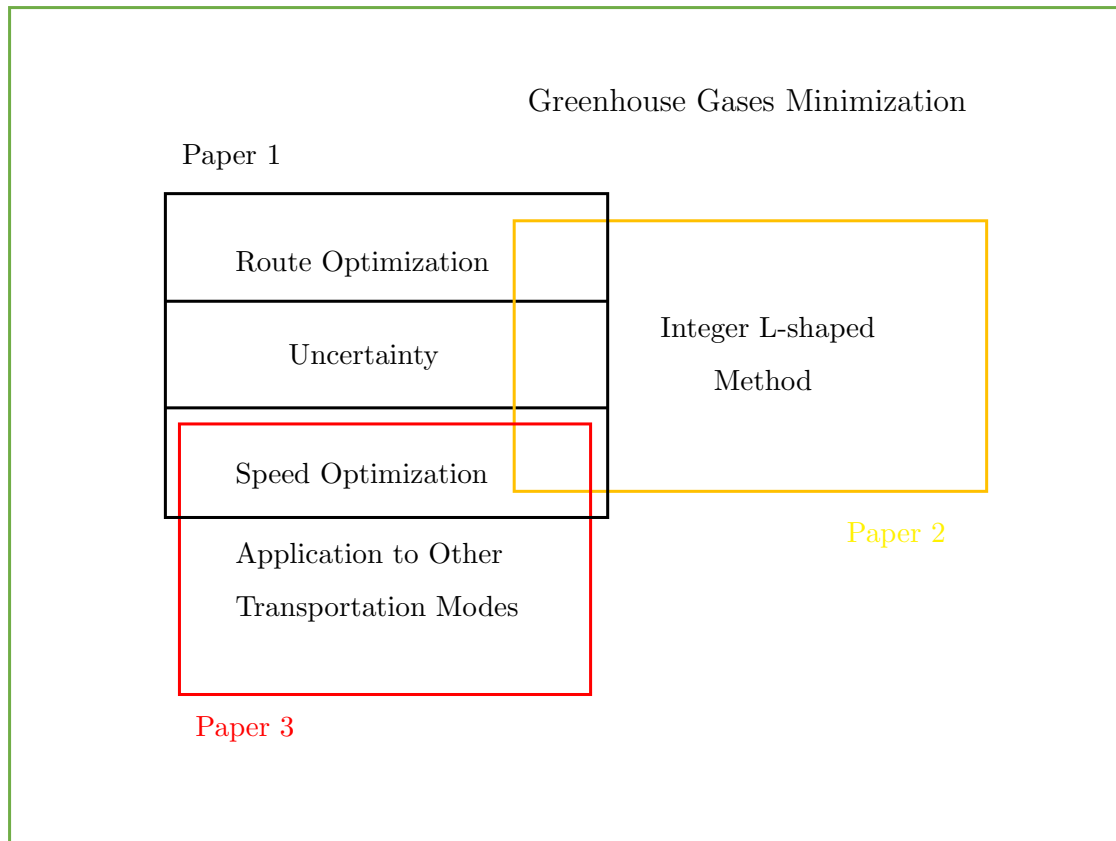 Greenhouse Gases Minimization
Paper 1
Route Optimization
Uncertainty
Integer L-shaped
Method
Speed Optimization
Paper 2
Application to Other
Transportation Modes
Paper 3